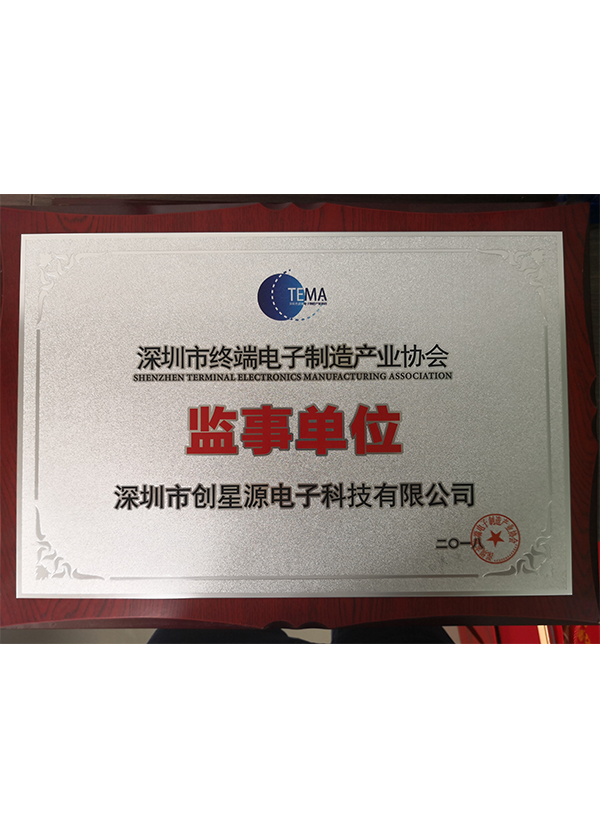 TEMA
深圳市终端电子制造产业协会
SHENZHEN TERMINAL ELECTRONICS MANUFACTURING ASSOCIATION
监事单位
深圳市创星源电子科技有限公司
二〇一八